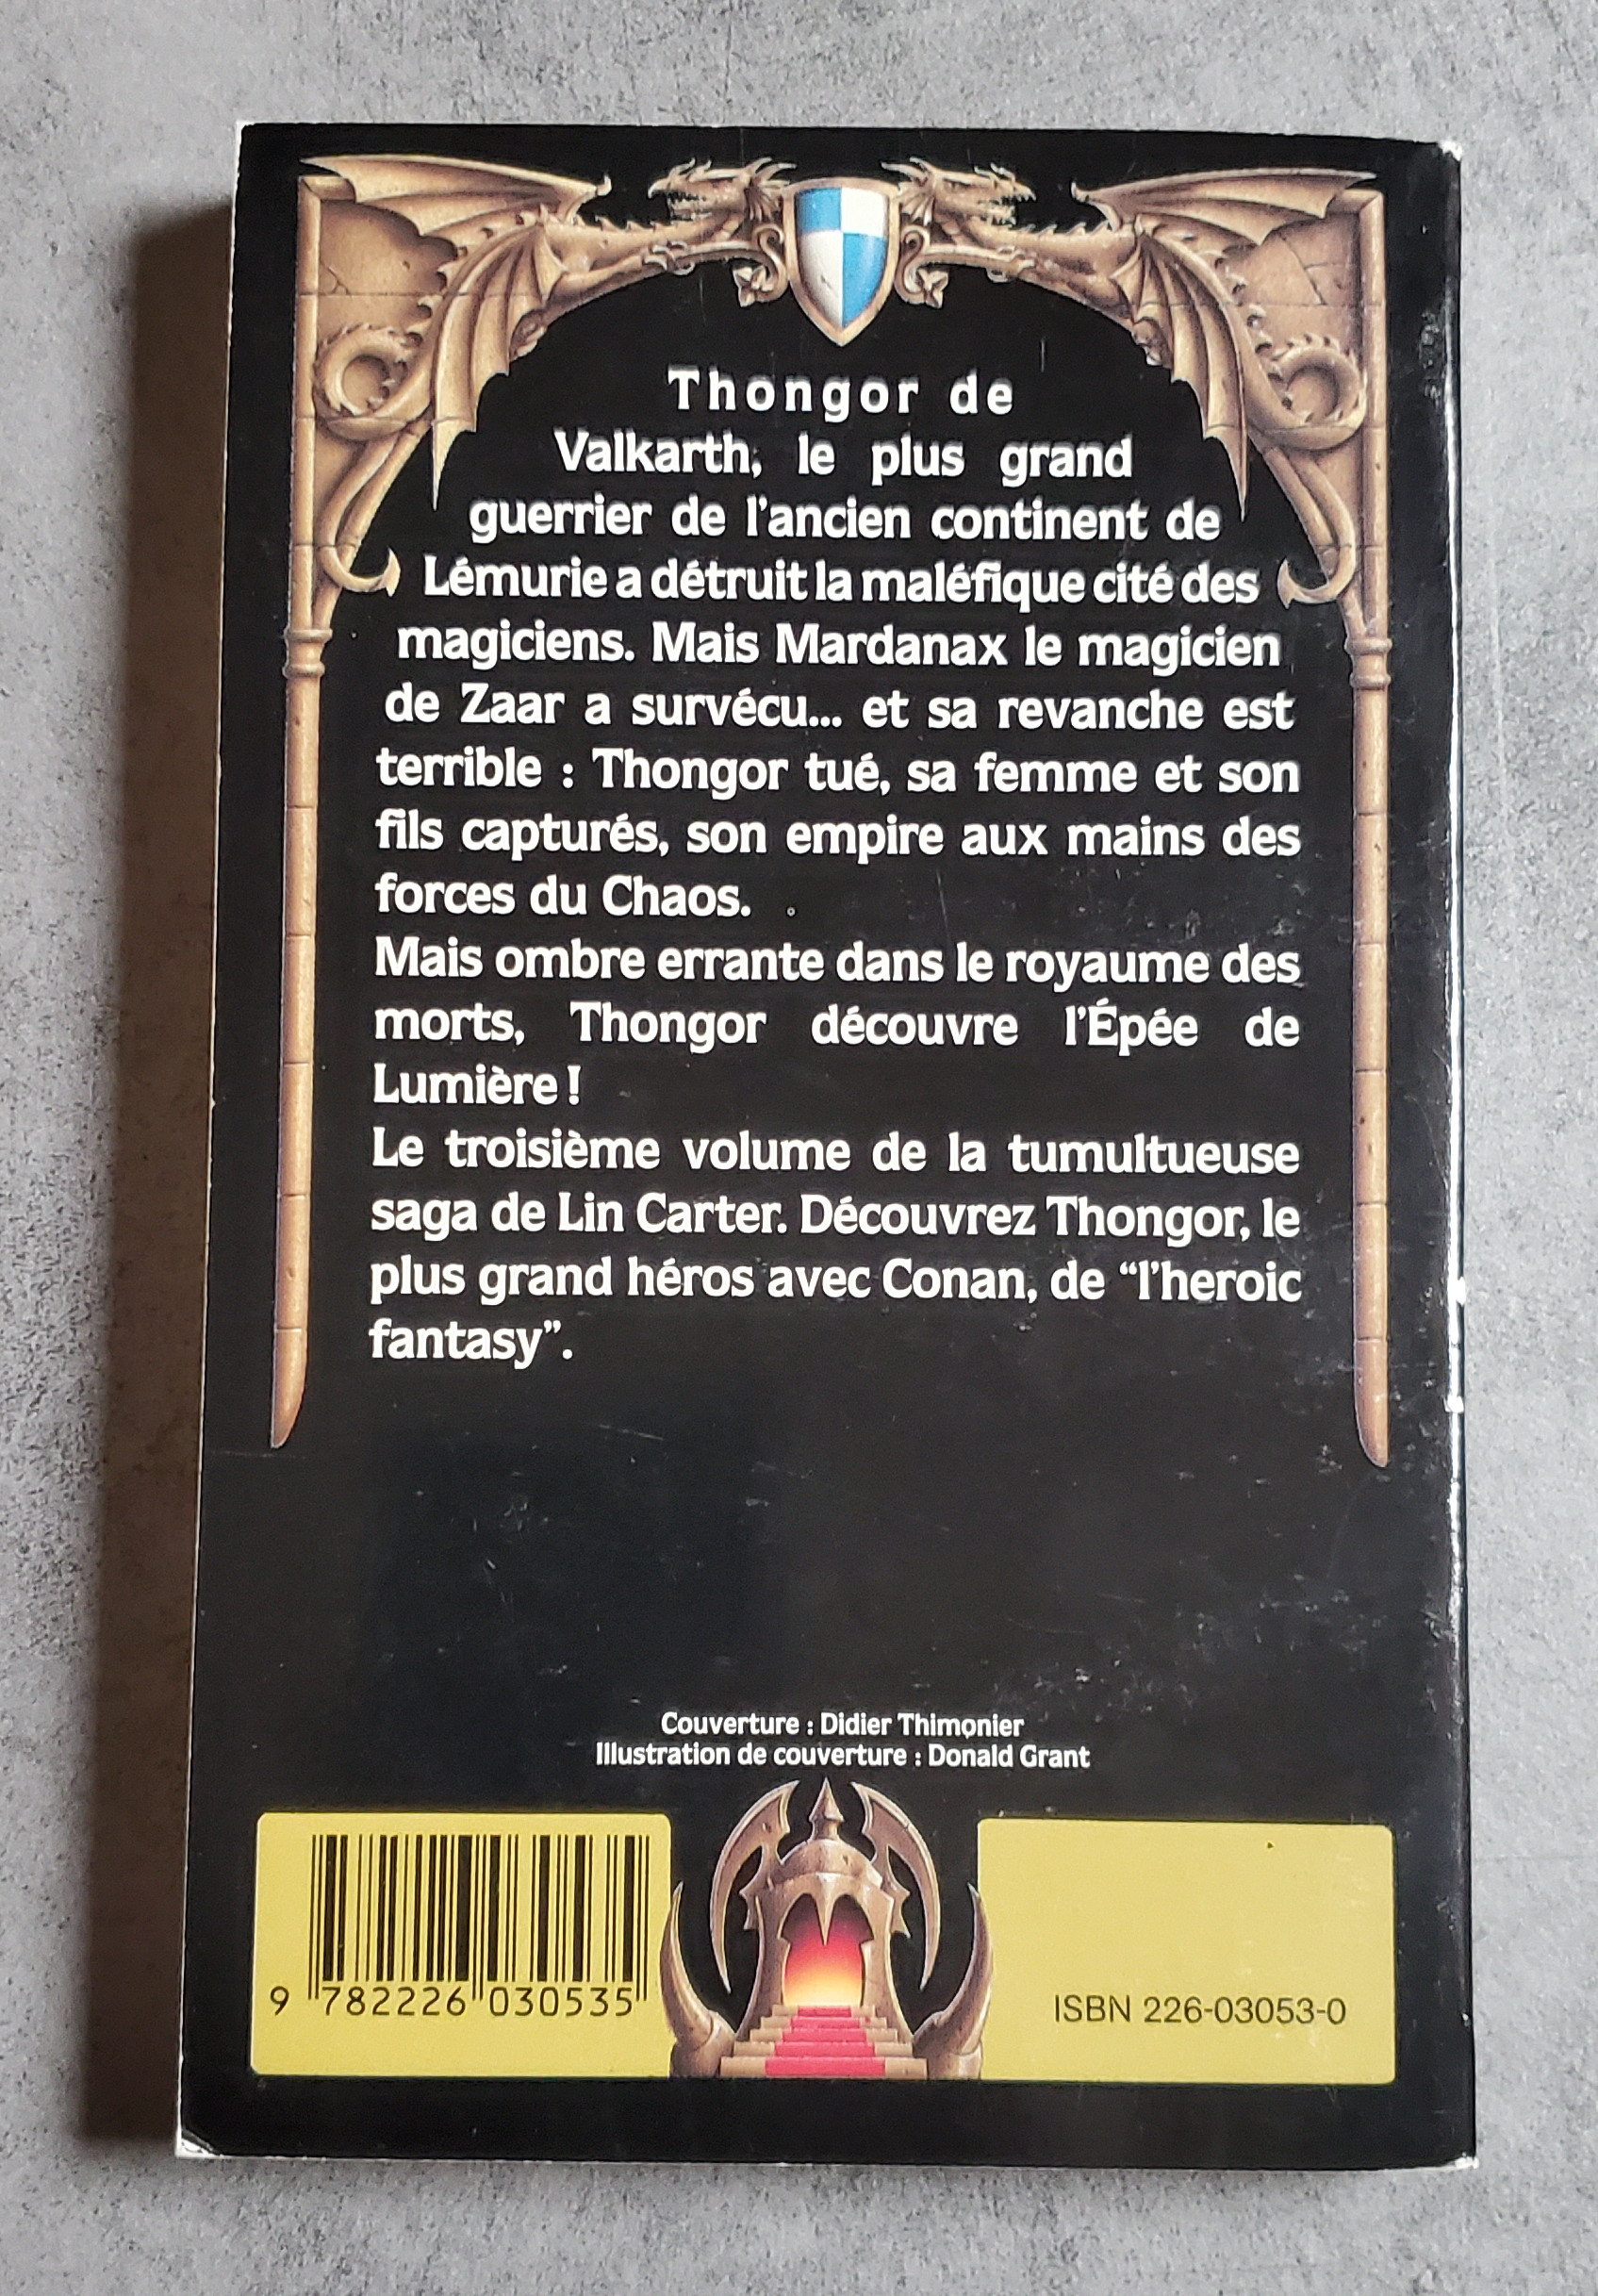 Thongor de
Valkarth, le plus grand
guerrier de l'ancien continent de
Lémurie a détruit la maléfique cité des
magiciens. Mais Mardanax le magicien
de Zaar a survécu... et sa revanche est
terrible : Thongor tué, sa femme et son
fils capturés, son empire aux mains des
forces du Chaos.
Mais ombre errante dans le royaume des
morts, Thongor découvre l'Épée de
Lumière !
Le troisième volume de la tumultueuse
saga de Lin Carter. Découvrez Thongor, le
plus grand héros avec Conan, de “l'heroic
fantasy”.
Couverture : Didier Thimonier
Illustration de couverture : Donald Grant
9 782226 030535
ISBN 226-03053-0